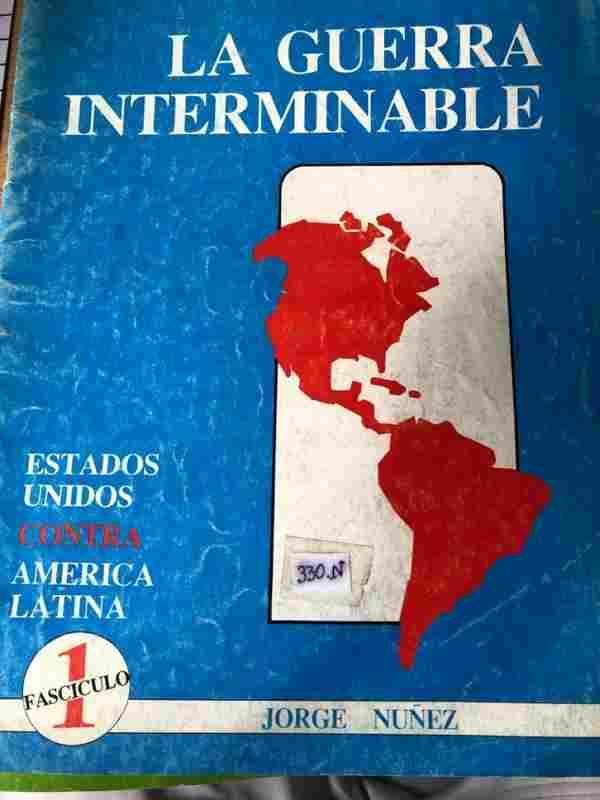 LA GUERRA
INTERMINABLE
ESTADOS
UNIDOS
CONTRA
AMERICA
LATINA
330.N
1
FASCICULO
JORGE NUÑEZ